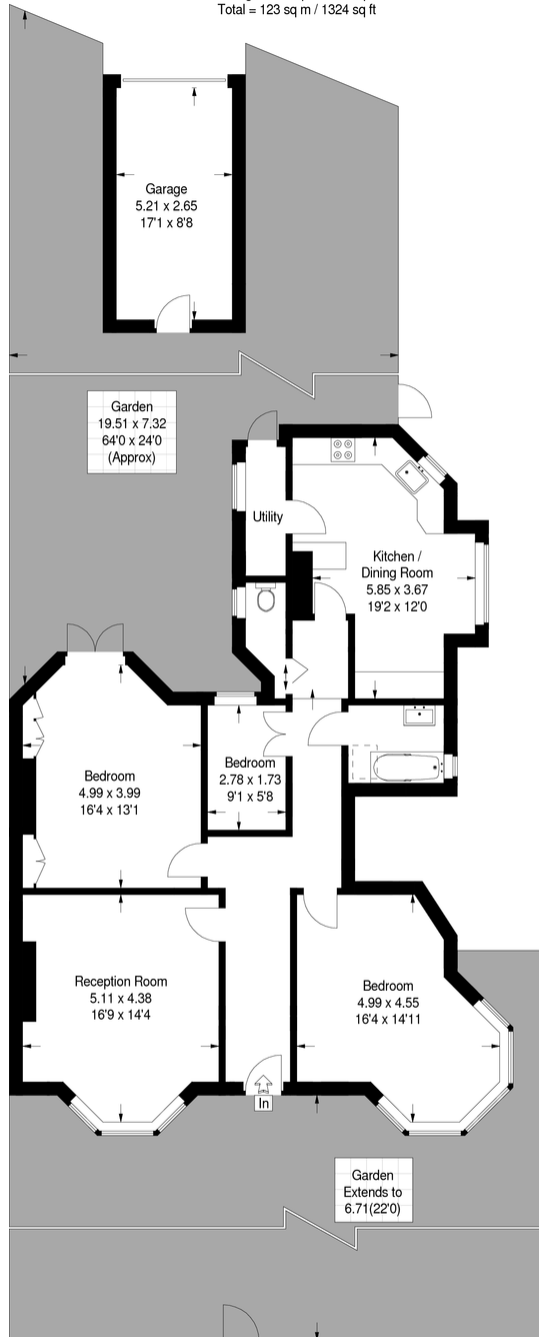 Total = 123 sq m / 1324 sq ft
Garage
5.21 x 2.65
17'1 x 8'8
Garden
19.51 x 7.32
64'0 x 24'0
(Approx)
Utility
Kitchen /
Dining Room
5.85 x 3.67
19'2 x 12'0
Bedroom
4.99 x 3.99
16'4 x 13'1
Bedroom
2.78 x 1.73
9'1 x 5'8
Reception Room
5.11 x 4.38
16'9 x 14'4
Bedroom
4.99 x 4.55
16'4 x 14'11
In
Garden
Extends to
6.71(22'0)